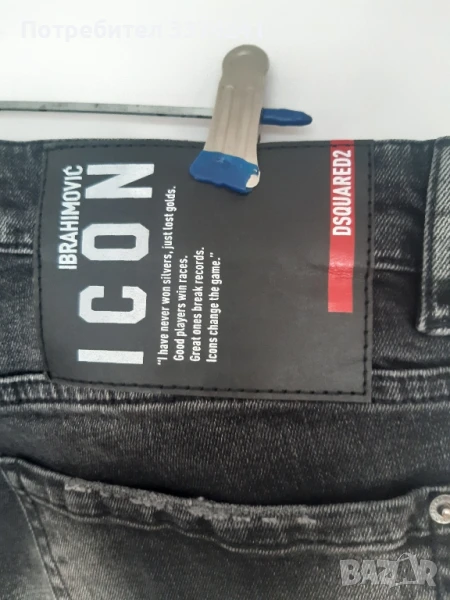 Потребител
IBRAHIMOVIĆ
ICON
"I have never won silvers, just lost golds.
Good players win races.
Great ones break records.
Icons change the game."
DSQUARED2
BAZAR